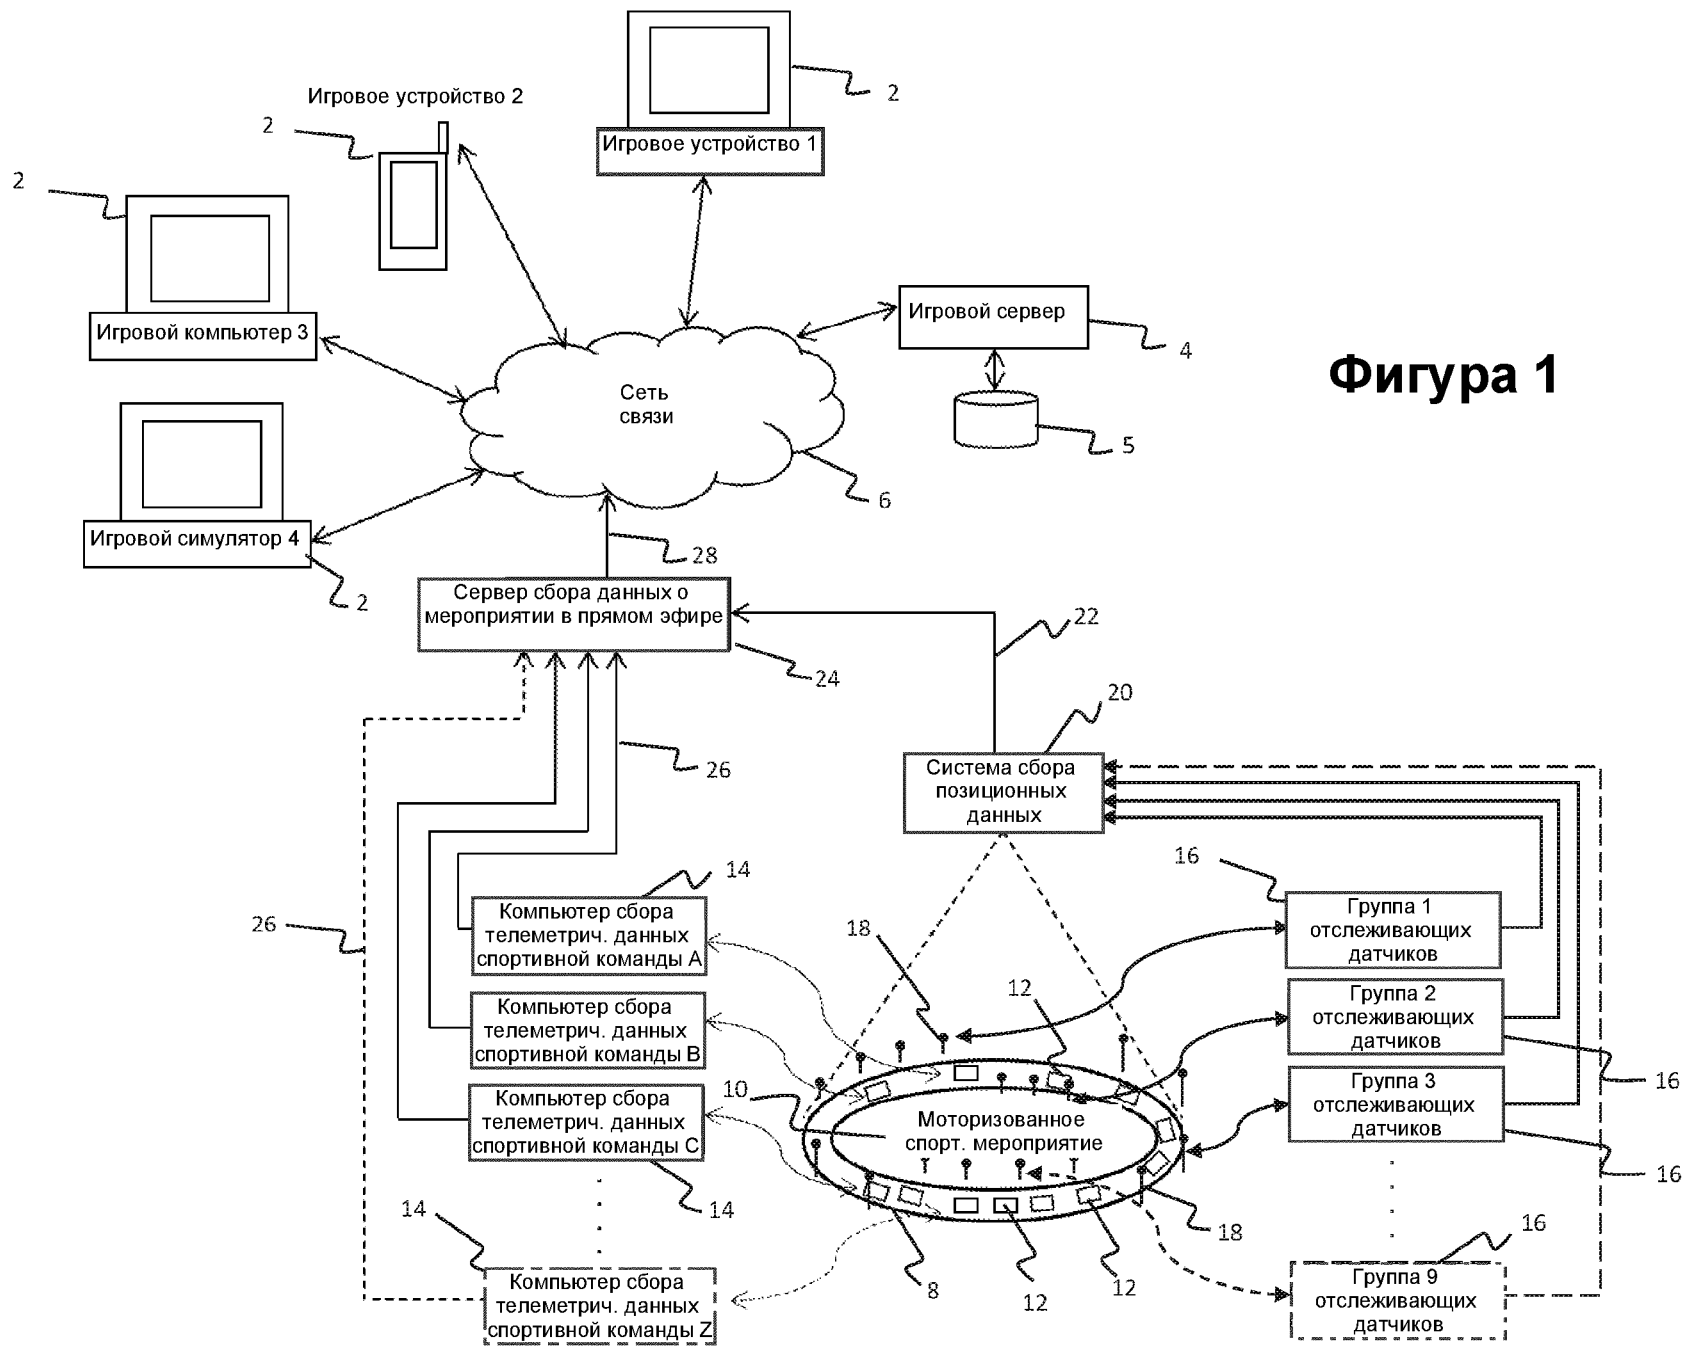 Игровое устройство 2
2
Игровое устройство 1
2
2
Игровой компьютер 3
Игровой сервер
4
5
Фигура 1
Сеть
связи
6
Игровой симулятор 4
2
28
Сервер сбора данных о
мероприятии в прямом эфире
24
22
20
26
Система сбора
позиционных
данных
14
Компьютер сбора
телеметрич. данных
спортивной команды A
26
18
12
16
Группа 1
отслеживающих
датчиков
Компьютер сбора
телеметрич. данных
спортивной команды B
Группа 2
отслеживающих
датчиков
16
Компьютер сбора
телеметрич. данных
спортивной команды C
14
10
Моторизованное
спорт. мероприятие
Группа 3
отслеживающих
датчиков
16
14
18
16
8
12
12
Компьютер сбора
телеметрич. данных
спортивной команды Z
Группа 9
отслеживающих
датчиков
2